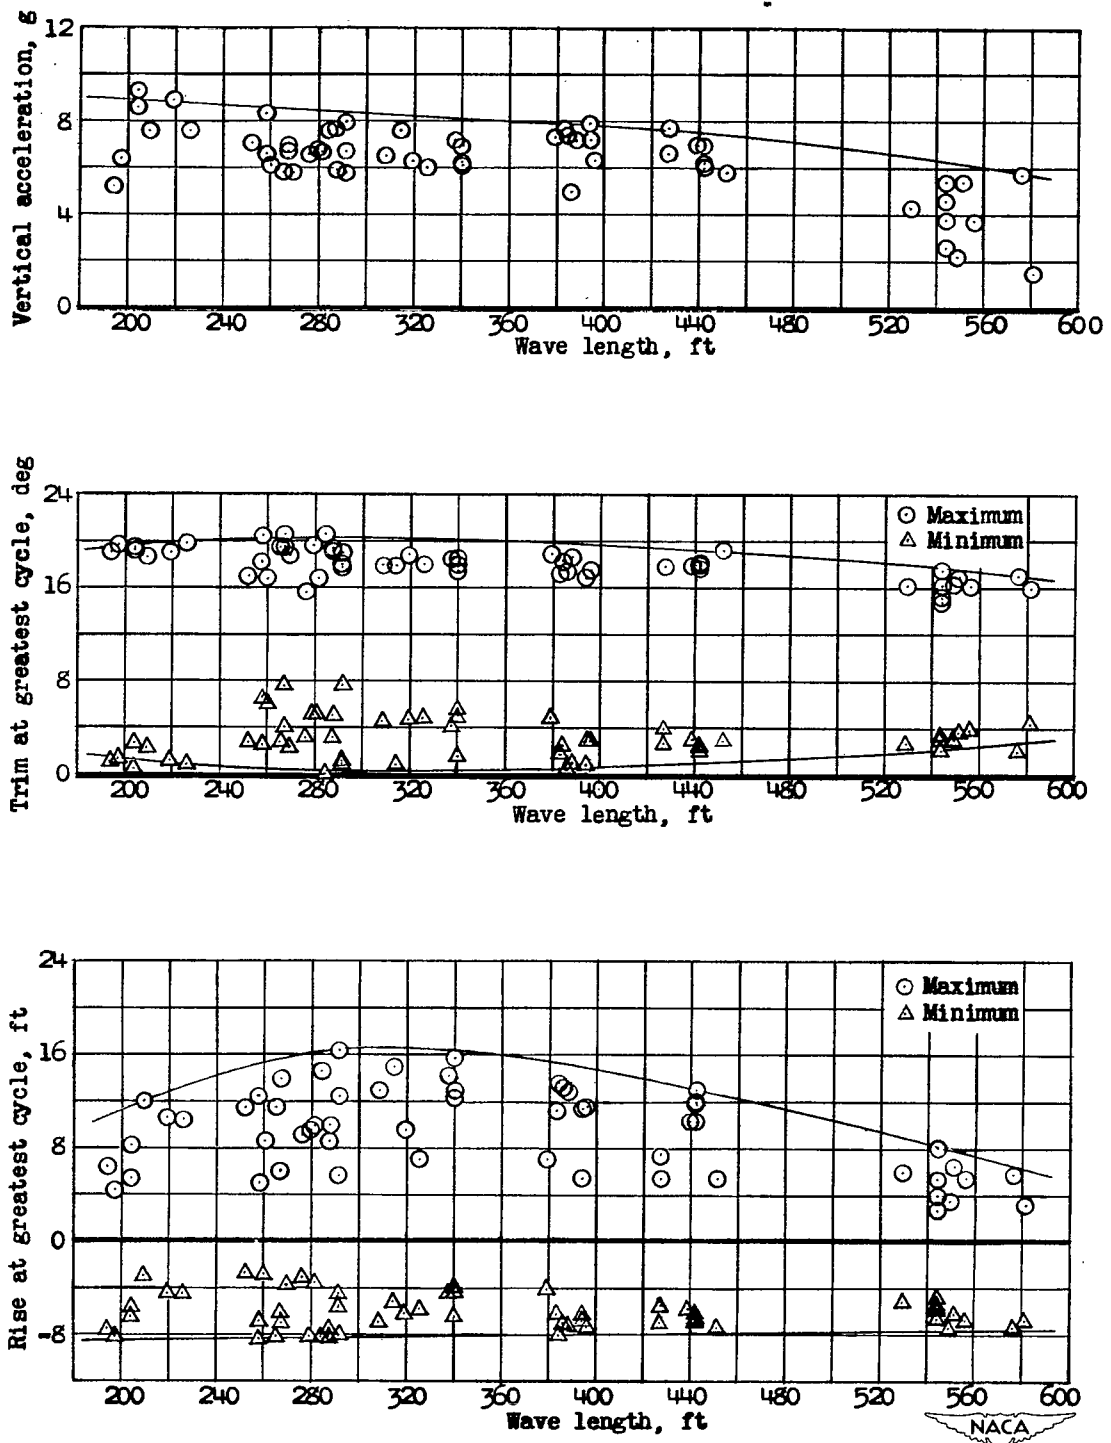 Vertical acceleration, g
12
8
4
0
200 240 280 320 360 400 440 480 520 560 600
Wave length, ft
Trim at greatest cycle, deg
24
16
8
0
Maximum
Minimum
200 240 280 320 360 400 440 480 520 560 600
Wave length, ft
Rise at greatest cycle, ft
24
16
8
0
-8
Maximum
Minimum
200 240 280 320 360 400 440 480 520 560 600
Wave length, ft
NACA